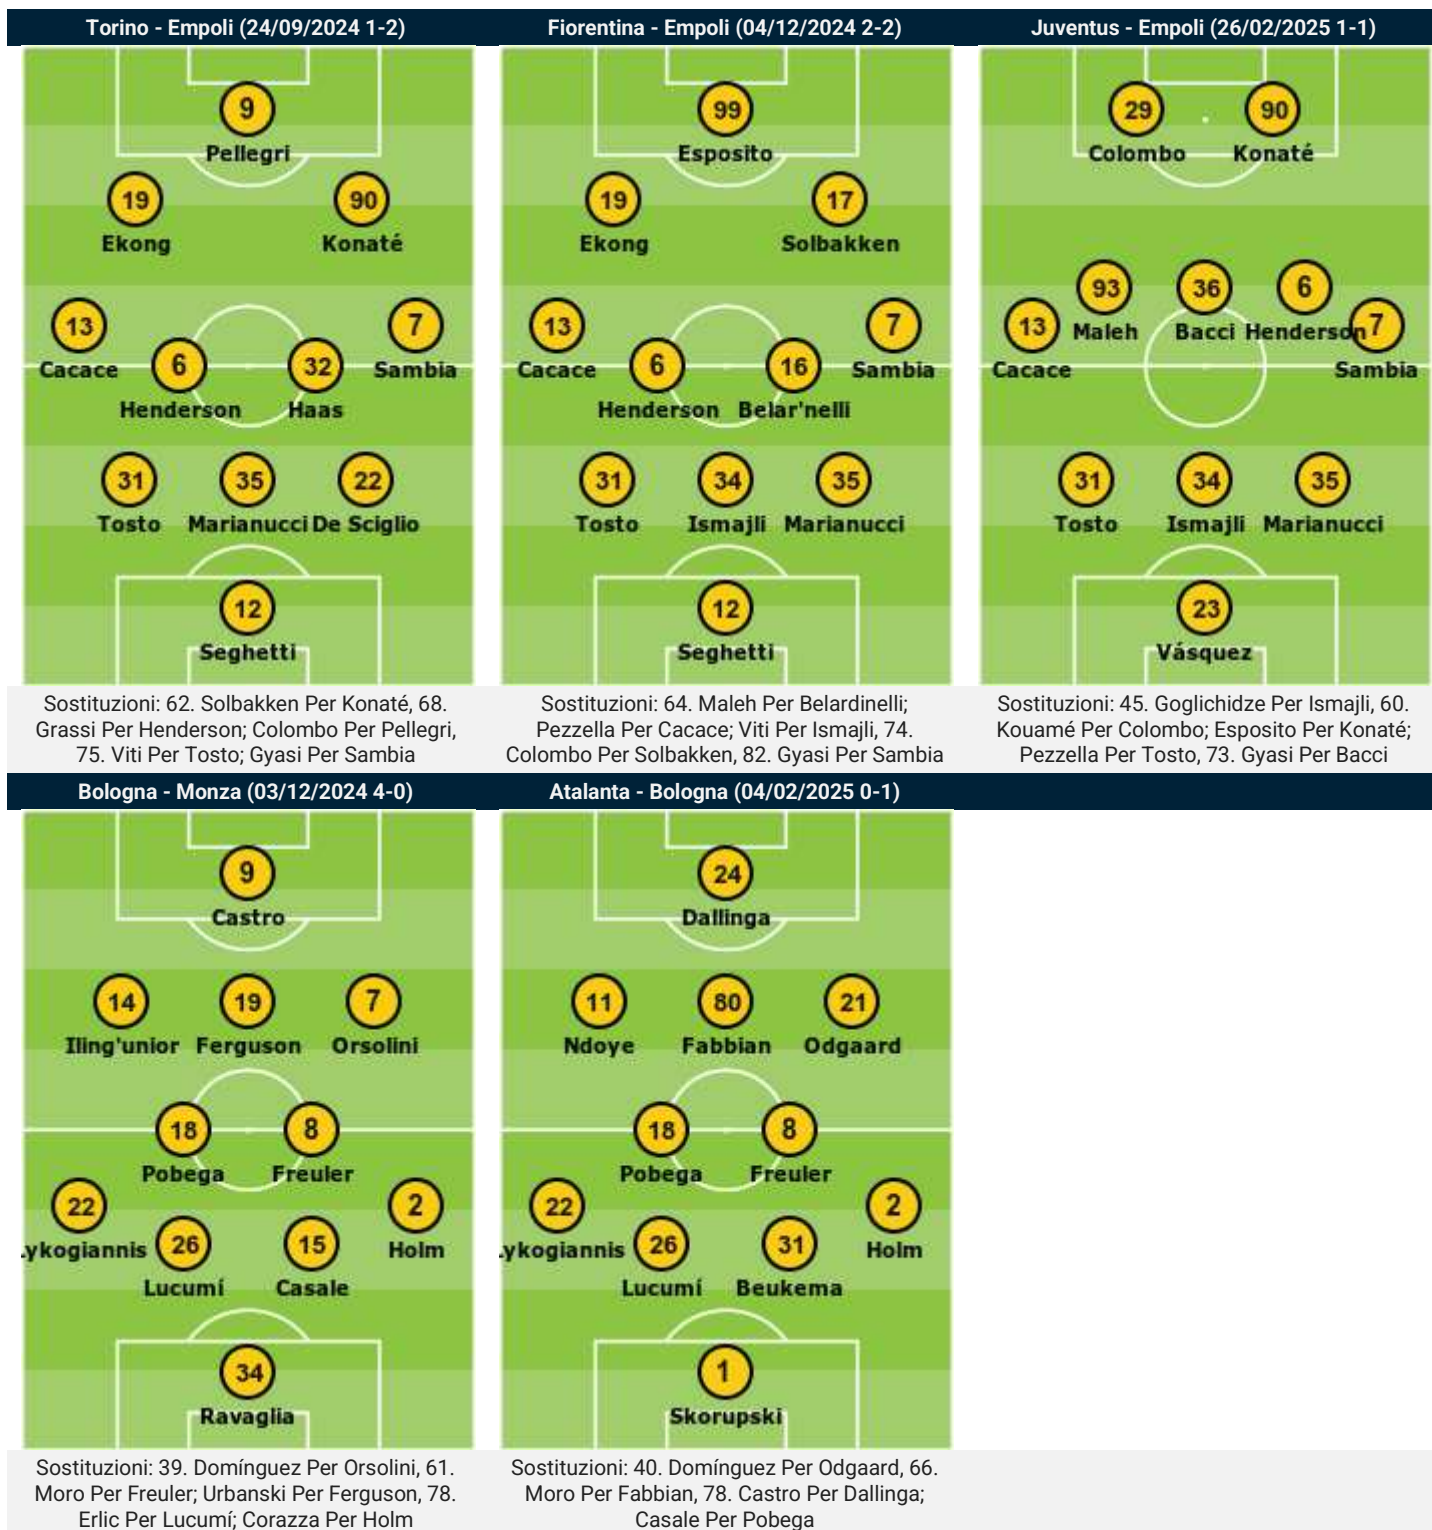 Torino - Empoli (24/09/2024 1-2)
9
Pellegri
19
90
Ekong
Konaté
13
7
Cacace
6
32
Sambia
Henderson
Haas
31
35
22
Tosto
Marianucci
De Sciglio
12
Seghetti
Sostituzioni: 62. Solbakken Per Konaté, 68.
Grassi Per Henderson; Colombo Per Pellegri,
75. Viti Per Tosto; Gyasi Per Sambia
Fiorentina - Empoli (04/12/2024 2-2)
99
Esposito
19
17
Ekong
Solbakken
13
7
Cacace
6
16
Sambia
Henderson
Belar'nelli
31
34
35
Tosto
Ismajli
Marianucci
12
Seghetti
Sostituzioni: 64. Maleh Per Belardinelli;
Pezzella Per Cacace; Viti Per Ismajli, 74.
Colombo Per Solbakken, 82. Gyasi Per Sambia
Juventus - Empoli (26/02/2025 1-1)
29
90
Colombo
Konaté
93
36
6
13
Maleh
Bacci
Henderson
7
Cacace
Sambia
31
34
35
Tosto
Ismajli
Marianucci
23
Vásquez
Sostituzioni: 45. Goglichidze Per Ismajli, 60.
Kouamé Per Colombo; Esposito Per Konaté;
Pezzella Per Tosto, 73. Gyasi Per Bacci
Bologna - Monza (03/12/2024 4-0)
9
Castro
14
19
7
Iling'unior
Ferguson
Orsolini
18
8
Pobega
Freuler
22
2
ykogiannis
26
15
Holm
Lucumí
Casale
34
Ravaglia
Sostituzioni: 39. Domínguez Per Orsolini, 61.
Moro Per Freuler; Urbanski Per Ferguson, 78.
Erlic Per Lucumí; Corazza Per Holm
Atalanta - Bologna (04/02/2025 0-1)
24
Dallinga
11
80
21
Ndoye
Fabbian
Odgaard
18
8
Pobega
Freuler
22
2
ykogiannis
26
31
Holm
Lucumí
Beukema
1
Skorupski
Sostituzioni: 40. Domínguez Per Odgaard, 66.
Moro Per Fabbian, 78. Castro Per Dallinga;
Casale Per Pobega